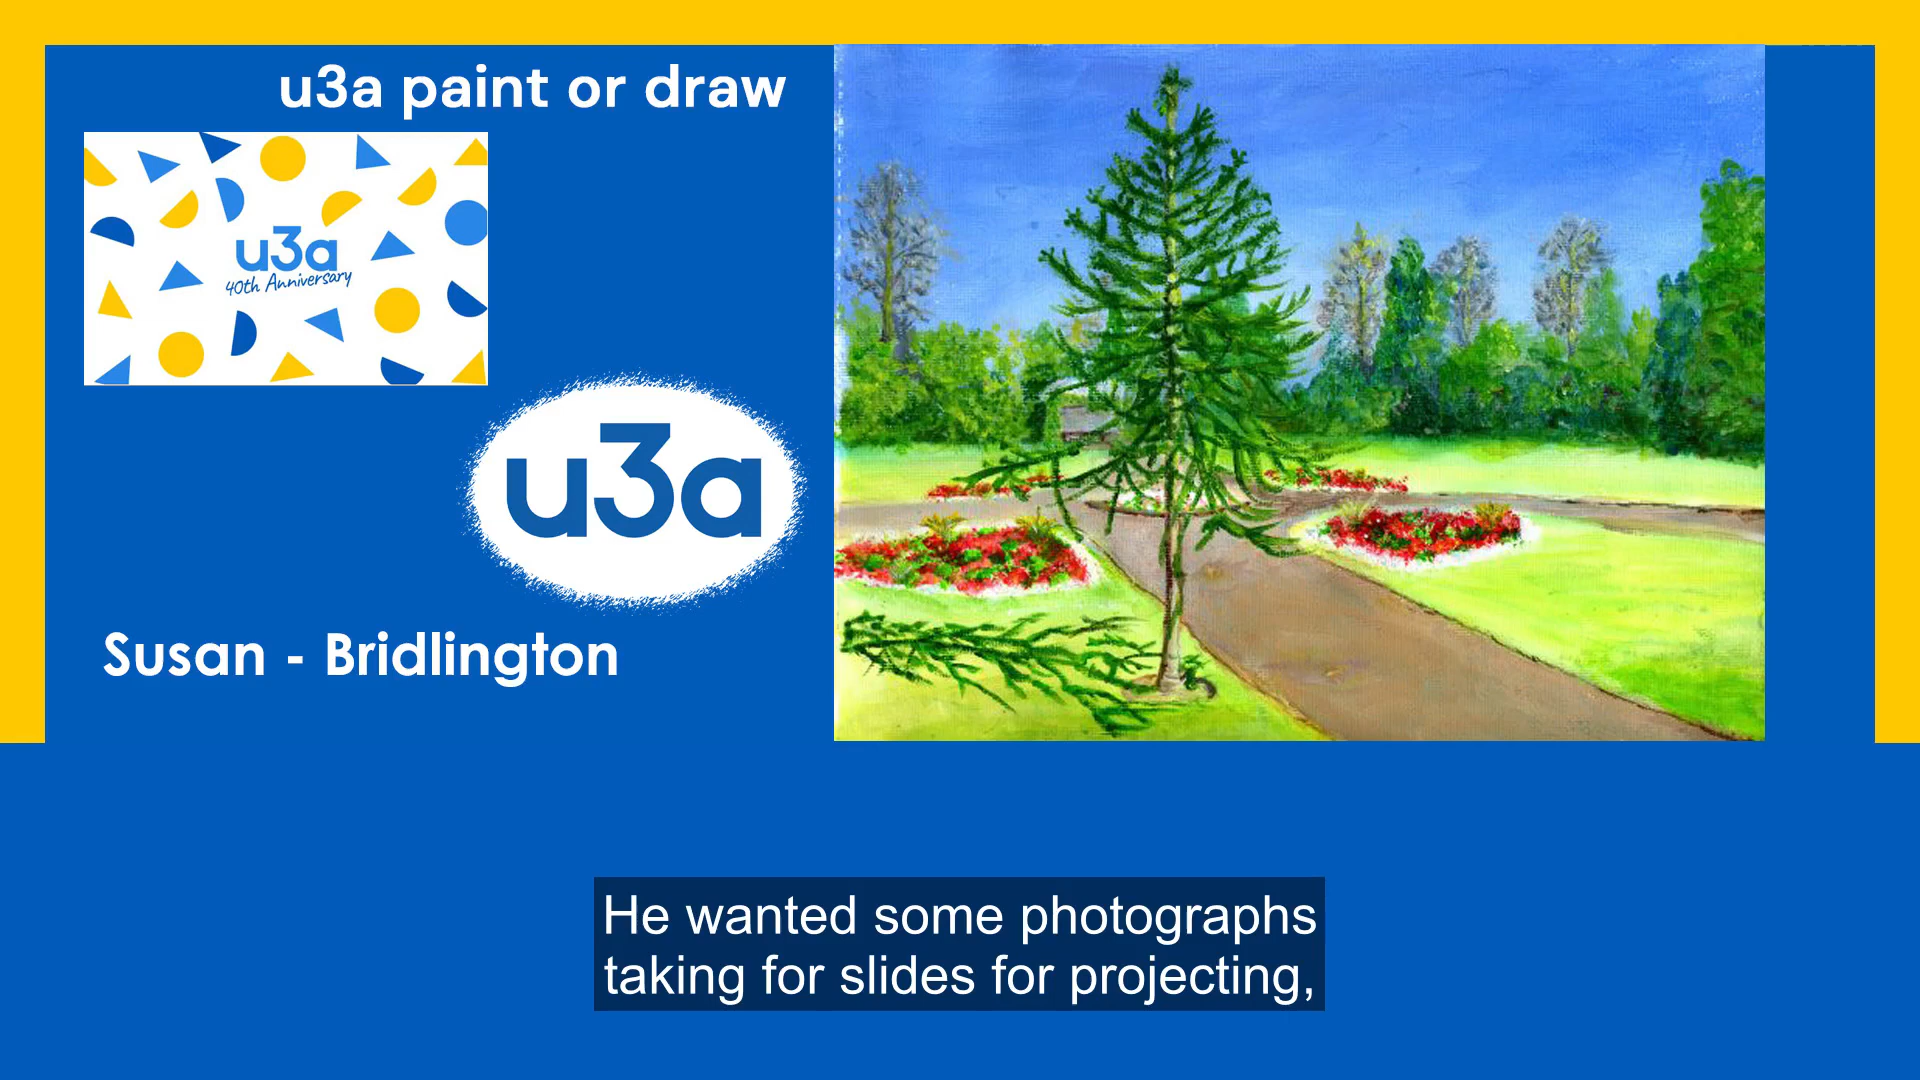 u3a paint or draw
u3a
40th Anniversary
u3a
Susan - Bridlington
He wanted some photographs
taking for slides for projecting,